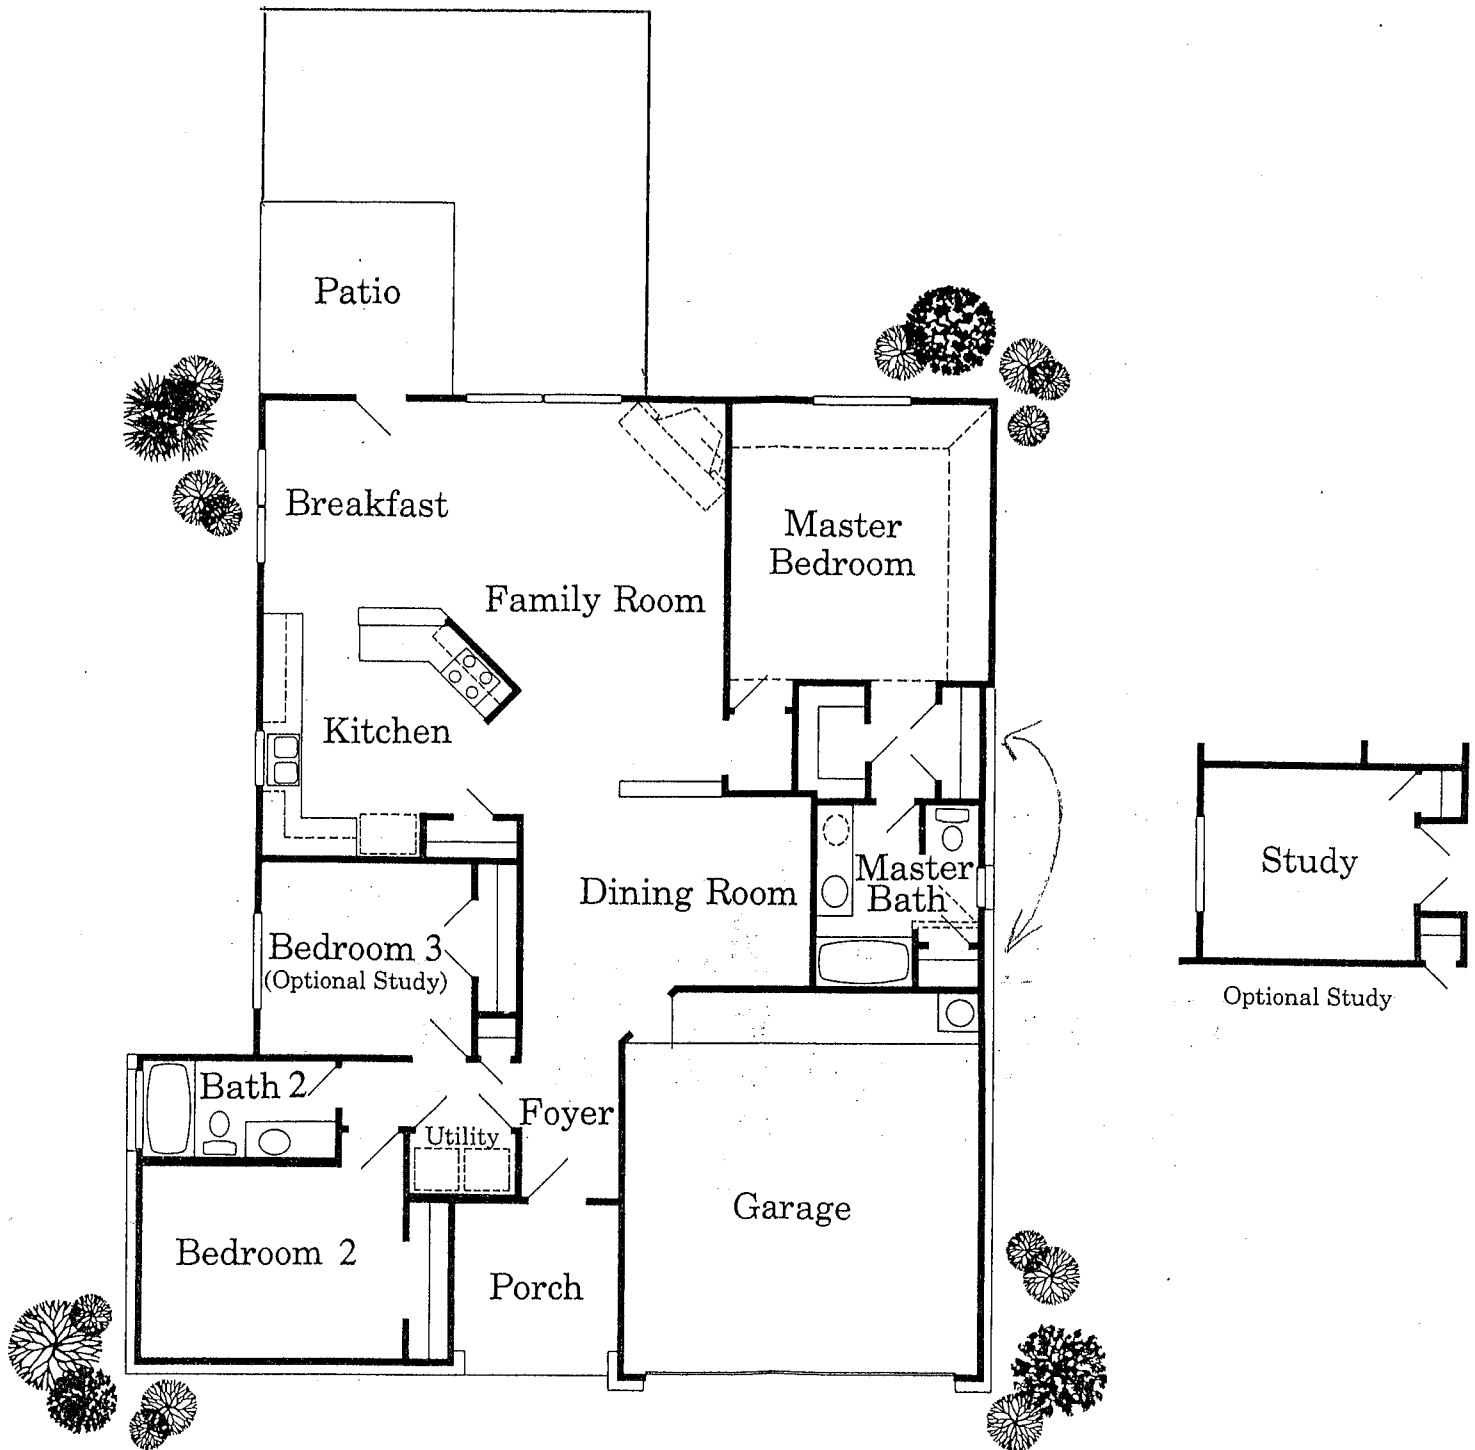 Patio
Breakfast
Master
Bedroom
Family Room
Kitchen
Study
Master
Bath
Dining Room
Bedroom 3
(Optional Study)
Optional Study
Bath 2
Foyer
Utility
Garage
Bedroom 2
Porch